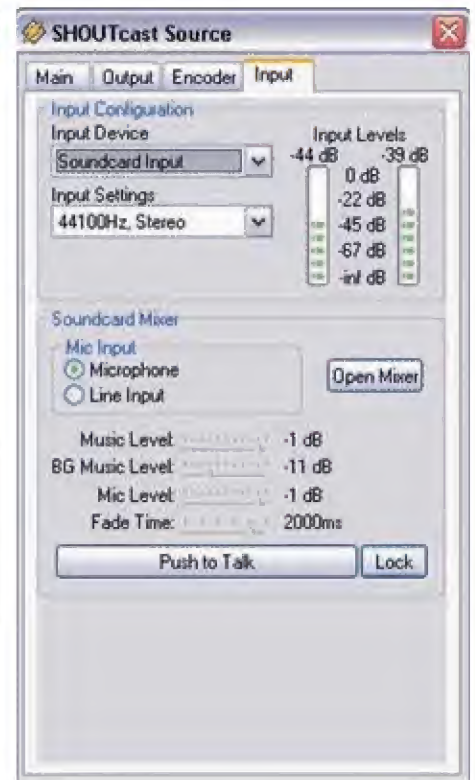 SHOUTcast Source
Main Output Encoder Input
Input Configuration
Input Device
Soundcard Input
Input Settings
44100Hz, Stereo
Input Levels
-44 dB -39 dB
0 dB
-22 dB
-45 dB
-67 dB
-inf dB
Soundcard Mixer
Mic Input
Microphone
Line Input
Open Mixer
Music Level: -1 dB
BG Music Level: -11 dB
Mic Level: -1 dB
Fade Time: 2000ms
Push to Talk Lock